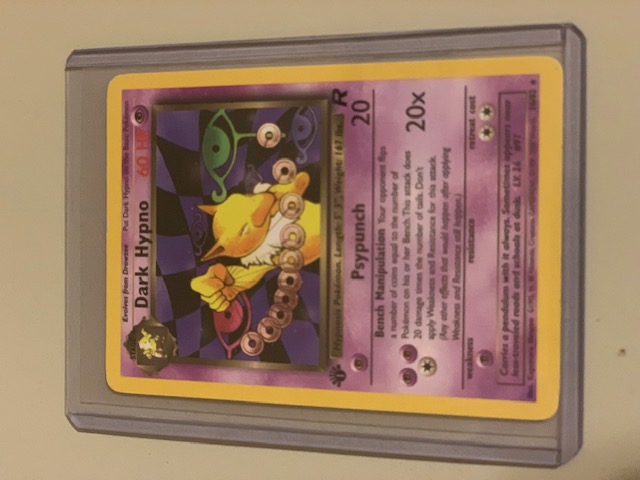 Evolves from Drowzee Put Dark Hypno on the Basic Pokémon
STAGE 1
Dark Hypno 60 HP
Hypnosis Pokémon. Length: 5' 3", Weight: 167 lbs.
1
R
Psypunch 20
Bench Manipulation Your opponent flips
a number of coins equal to the number of
Pokémon on his or her Bench. This attack does
20 damage times the number of tails. Don't
apply Weakness and Resistance for this attack.
(Any other effects that would happen after applying
Weakness and Resistance still happen.)
20x
weakness resistance retreat cost
Carries a pendulum with it always. Sometimes appears near
less-traveled roads and schools at dusk. LV. 26 #97
Illus.
26/82